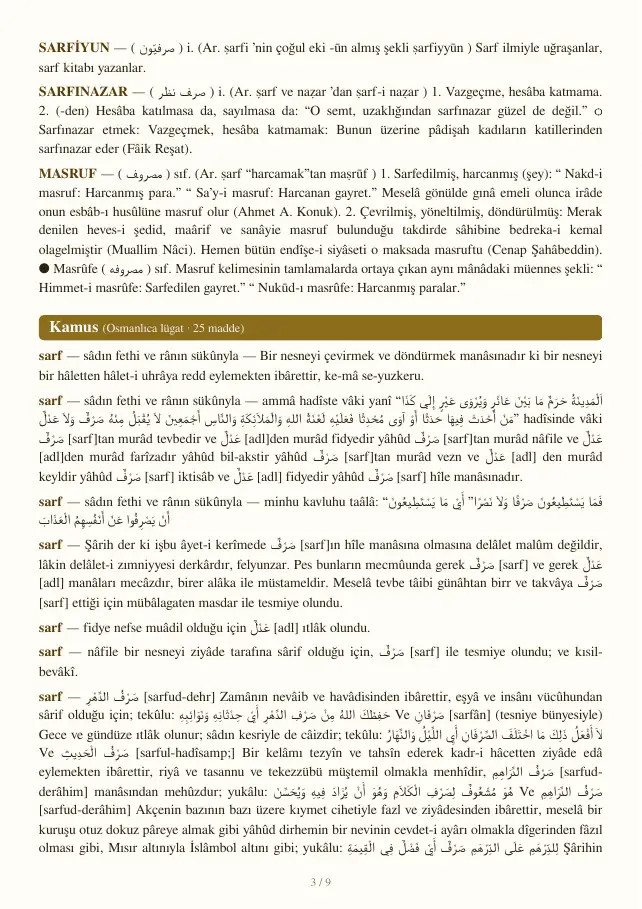 SARFİYUN — ( صرفيّون ) i. (Ar. ṣarfі 'nin çoğul eki -ūn almış şekli ṣarfiyyūn ) Sarf ilmiyle uğraşanlar,
sarf kitabı yazanlar.
SARFINAZAR — ( صرف نظر ) i. (Ar. ṣarf ve naẓar 'dan ṣarf-i naẓar ) 1. Vazgeçme, hesâba katmama.
2. (-den) Hesâba katılmasa da, sayılmasa da: “O semt, uzaklığından sarfınazar güzel de değil.” ○
Sarfınazar etmek: Vazgeçmek, hesâba katmamak: Bunun üzerine pâdişah kadıların katillerinden
sarfınazar eder (Fâik Reşat).
MASRUF — ( مصروف ) sıf. (Ar. ṣarf “harcamak”tan maṣrūf ) 1. Sarfedilmiş, harcanmış (şey): “ Nakd-i
masruf: Harcanmış para.” “ Sa’y-i masruf: Harcanan gayret.” Meselâ gönülde gınâ emeli olunca irâde
onun esbâb-ı husûlüne masruf olur (Ahmet A. Konuk). 2. Çevrilmiş, yöneltilmiş, döndürülmüş: Merak
denilen heves-i şedid, maârif ve sanâyie masruf bulunduğu takdirde sâhibine bedreka-i kemal
olagelmiştir (Muallim Nâci). Hemen bütün endîşe-i siyâseti o maksada masruftu (Cenap Şahâbeddin).
● Masrûfe ( مصروفه ) sıf. Masruf kelimesinin tamlamalarda ortaya çıkan aynı mânâdaki müennes şekli: “
Himmet-i masrûfe: Sarfedilen gayret.” “ Nukūd-ı masrûfe: Harcanmış paralar.”
Kamus (Osmanlıca lügat · 25 madde)
sarf — sâdın fethi ve rânın sükûnyla — Bir nesneyi çevirmek ve döndürmek manâsınadır ki bir nesneyi
bir hâletten hâlet-i uhrâya redd eylemekten ibârettir, ke-mâ se-yuzkeru.
sarf — sâdın fethi ve rânın sükûnyla — ammâ hadîste vâki yanî “اَلْمَدِينَةُ حَرَمٌ مَا بَيْنَ عَائِرٍ وَيُرْوَى عَيْرٍ إِلَى كَذَا
مَنْ أَحْدَثَ فِيهَا حَدَثًا أَوْ آوَى مُحْدِثًا فَعَلَيْهِ لَعْنَةُ اللهِ وَالْمَلاَئِكَةِ وَالنَّاسِ أَجْمَعِينَ لاَ يُقْبَلُ مِنْهُ صَرْفٌ وَلاَ عَدْلٌ” hadîsinde vâki
صَرْفٌ [sarf]tan murâd tevbedir ve عَدْلٌ [adl]den murâd fidyedir yâhûd صَرْفٌ [sarf]tan murâd nâfile ve عَدْلٌ
[adl]den murâd farîzadır yâhûd bil-akstir yâhûd صَرْفٌ [sarf]tan murâd vezn ve عَدْلٌ [adl] den murâd
keyldir yâhûd صَرْفٌ [sarf] iktisâb ve عَدْلٌ [adl] fidyedir yâhûd صَرْفٌ [sarf] hîle manâsınadır.
sarf — sâdın fethi ve rânın sükûnyla — minhu kavluhu taâlâ: “فَمَا يَسْتَطِيعُونَ صَرْفًا وَلاَ نَصْرًا” أَيْ مَا يَسْتَطِيعُونَ
أَنْ يَصْرِفُوا عَنْ أَنْفُسِهِمُ الْعَذَابَ
sarf — Şârih der ki işbu âyet-i kerîmede صَرْفٌ [sarf]ın hîle manâsına olmasına delâlet malûm değildir,
lâkin delâlet-i zımniyyesi derkârdır, felyunzar. Pes bunların mecmûunda gerek صَرْفٌ [sarf] ve gerek عَدْلٌ
[adl] manâları mecâzdır, birer alâka ile müstameldir. Meselâ tevbe tâibi günâhtan birr ve takvâya صَرْفٌ
[sarf] ettiği için mübâlagaten masdar ile tesmiye olundu.
sarf — fidye nefse muâdil olduğu için عَدْلٌ [adl] ıtlâk olundu.
sarf — nâfile bir nesneyi ziyâde tarafına sârif olduğu için, صَرْفٌ [sarf] ile tesmiye olundu; ve kısil-
bevâkî.
sarf — صَرْفُ الدَّهْرِ [sarfud-dehr] Zamânın nevâib ve havâdisinden ibârettir, eşyâ ve insânı vücûhundan
sârif olduğu için; tekûlu: حَفِظَكَ اللهُ مِنْ صَرْفِ الدَّهْرِ أَيْ حِدْثَانِهِ وَنَوَائِبِهِ Ve صَرْفَانِ [sarfân] (tesniye bünyesiyle)
Gece ve gündüze ıtlâk olunur; sâdın kesriyle de câizdir; tekûlu: لاَ أَفْعَلُ ذَلِكَ مَا اخْتَلَفَ الصَّرْفَانِ أَيِ اللَّيْلُ وَالنَّهَارُ
Ve صَرْفُ الْحَدِيثِ [sarful-hadîsamp;] Bir kelâmı tezyîn ve tahsîn ederek kadr-i hâcetten ziyâde edâ
eylemekten ibârettir, riyâ ve tasannu ve tekezzübü müştemil olmakla menhîdir, صَرْفُ الدَّرَاهِمِ [sarfud-
derâhim] manâsından mehûzdur; yukâlu: هُوَ مَشْعُوفٌ لِصَرْفِ الْكَلاَمِ وَهُوَ أَنْ يُزَادَ فِيهِ وَيُحَسَّنَ Ve صَرْفُ الدَّرَاهِمِ
[sarfud-derâhim] Akçenin bazının bazı üzere kıymet cihetiyle fazl ve ziyâdesinden ibârettir, meselâ bir
kuruşu otuz dokuz pâreye almak gibi yâhûd dirhemin bir nevinin cevdet-i ayârı olmakla dîgerinden fâzıl
olması gibi, Mısır altınıyla İslâmbol altını gibi; yukâlu: لِلدِّرْهَمِ عَلَى الدِّرْهَمِ صَرْفٌ أَيْ فَضْلٌ فِي الْقِيمَةِ Şârihin
3 / 9